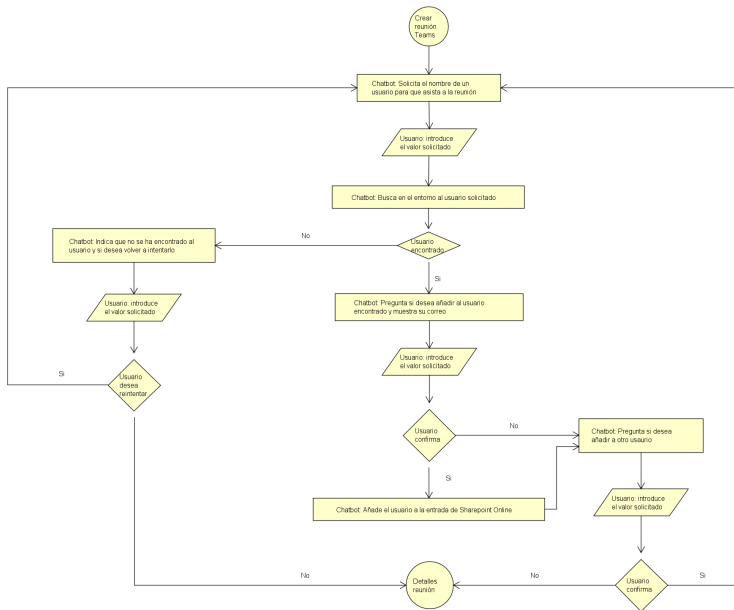 Crear
reunión
Teams
Chatbot: Solicita el nombre de un
usuario para que asista a la reunión
Usuario: introduce
el valor solicitado
Chatbot: Busca en el entorno al usuario solicitado
Usuario
encontrado
No
Chatbot: Indica que no se ha encontrado al
usuario y si desea volver a intentarlo
Si
Usuario: introduce
el valor solicitado
Chatbot: Pregunta si desea añadir al usuario
encontrado y muestra su correo
Usuario: introduce
el valor solicitado
Usuario
desea
reintentar
Si
Usuario
confirma
No
Chatbot: Pregunta si desea
añadir a otro usaurio
Si
Chatbot: Añade el usuario a la entrada de Sharepoint Online
Usuario: introduce
el valor solicitado
No
Detalles
reunión
No
Usuario
confirma
Si